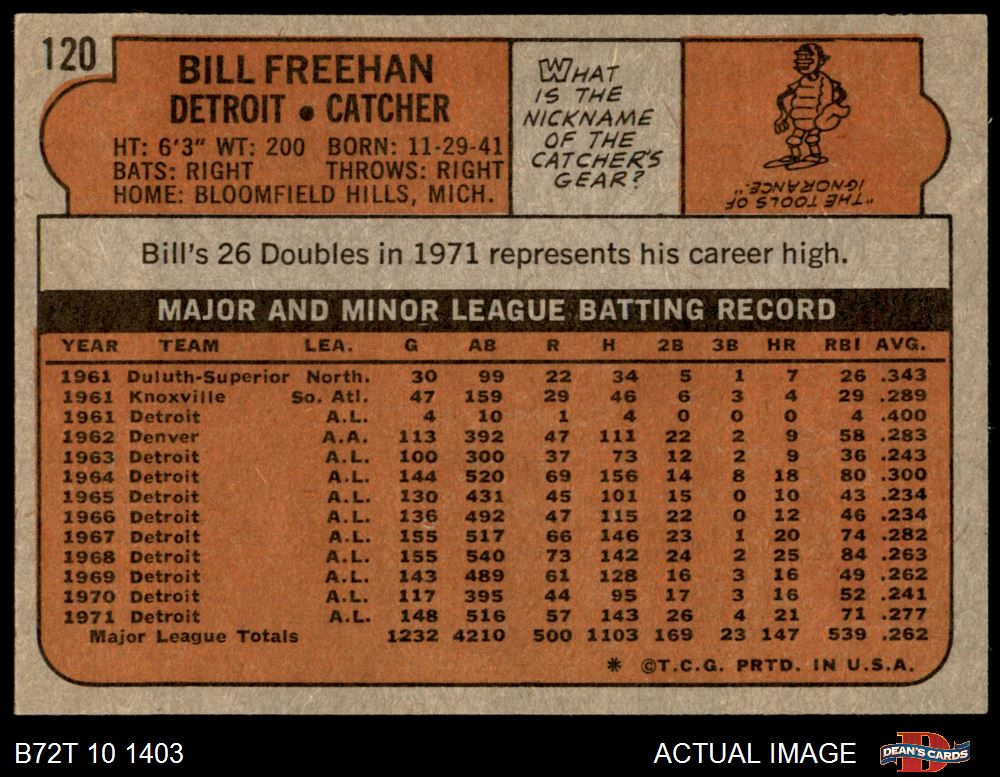 120
BILL FREEHAN
DETROIT • CATCHER
HT: 6'3" WT: 200 BORN: 11-29-41
BATS: RIGHT THROWS: RIGHT
HOME: BLOOMFIELD HILLS, MICH.
WHAT
IS THE
NICKNAME
OF THE
CATCHER'S
GEAR?
"THE TOOLS OF
IGNORANCE."
Bill's 26 Doubles in 1971 represents his career high.
MAJOR AND MINOR LEAGUE BATTING RECORD
YEAR TEAM LEA. G AB R H 2B 3B HR RBI AVG.
1961 Duluth-Superior North. 30 99 22 34 5 1 7 26 .343
1961 Knoxville So. Atl. 47 159 29 46 6 3 4 29 .289
1961 Detroit A.L. 4 10 1 4 0 0 0 4 .400
1962 Denver A.A. 113 392 47 111 22 2 9 58 .283
1963 Detroit A.L. 100 300 37 73 12 2 9 36 .243
1964 Detroit A.L. 144 520 69 156 14 8 18 80 .300
1965 Detroit A.L. 130 431 45 101 15 0 10 43 .234
1966 Detroit A.L. 136 492 47 115 22 0 12 46 .234
1967 Detroit A.L. 155 517 66 146 23 1 20 74 .282
1968 Detroit A.L. 155 540 73 142 24 2 25 84 .263
1969 Detroit A.L. 143 489 61 128 16 3 16 49 .262
1970 Detroit A.L. 117 395 44 95 17 3 16 52 .241
1971 Detroit A.L. 148 516 57 143 26 4 21 71 .277
Major League Totals 1232 4210 500 1103 169 23 147 539 .262
* ©T.C.G. PRTD. IN U.S.A.
B72T 10 1403
ACTUAL IMAGE
DEAN'S CARDS